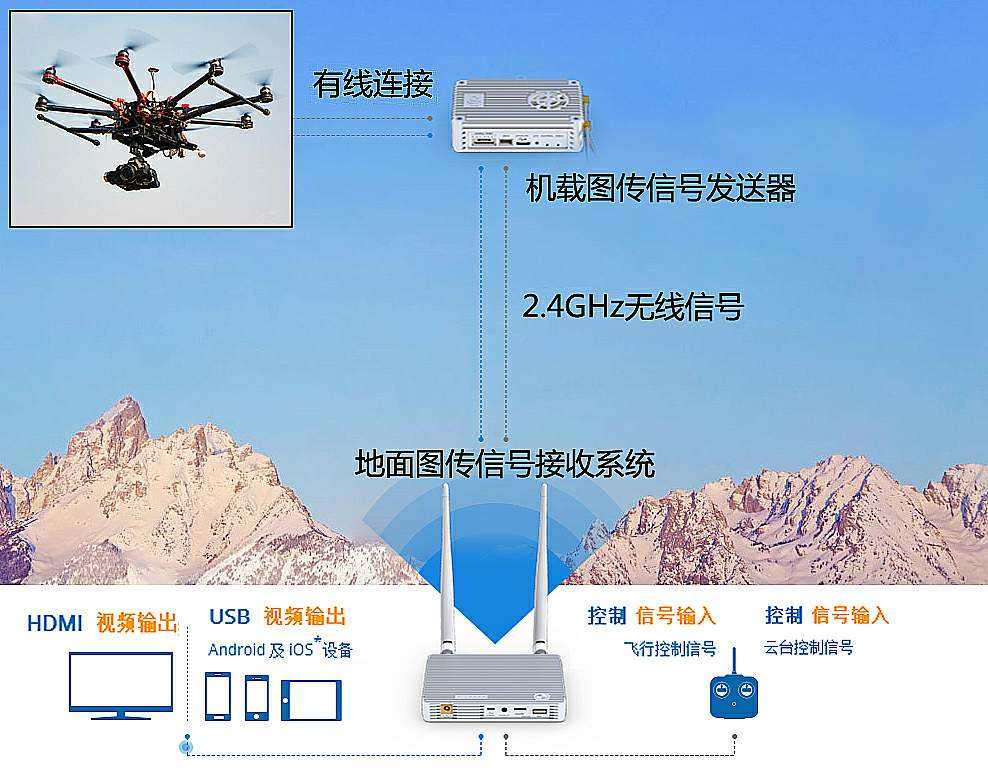 有线连接
机载图传信号发送器
2.4GHz无线信号
地面图传信号接收系统
HDMI 视频输出
USB 视频输出
Android 及 iOS*设备
控制 信号输入
飞行控制信号
控制 信号输入
云台控制信号